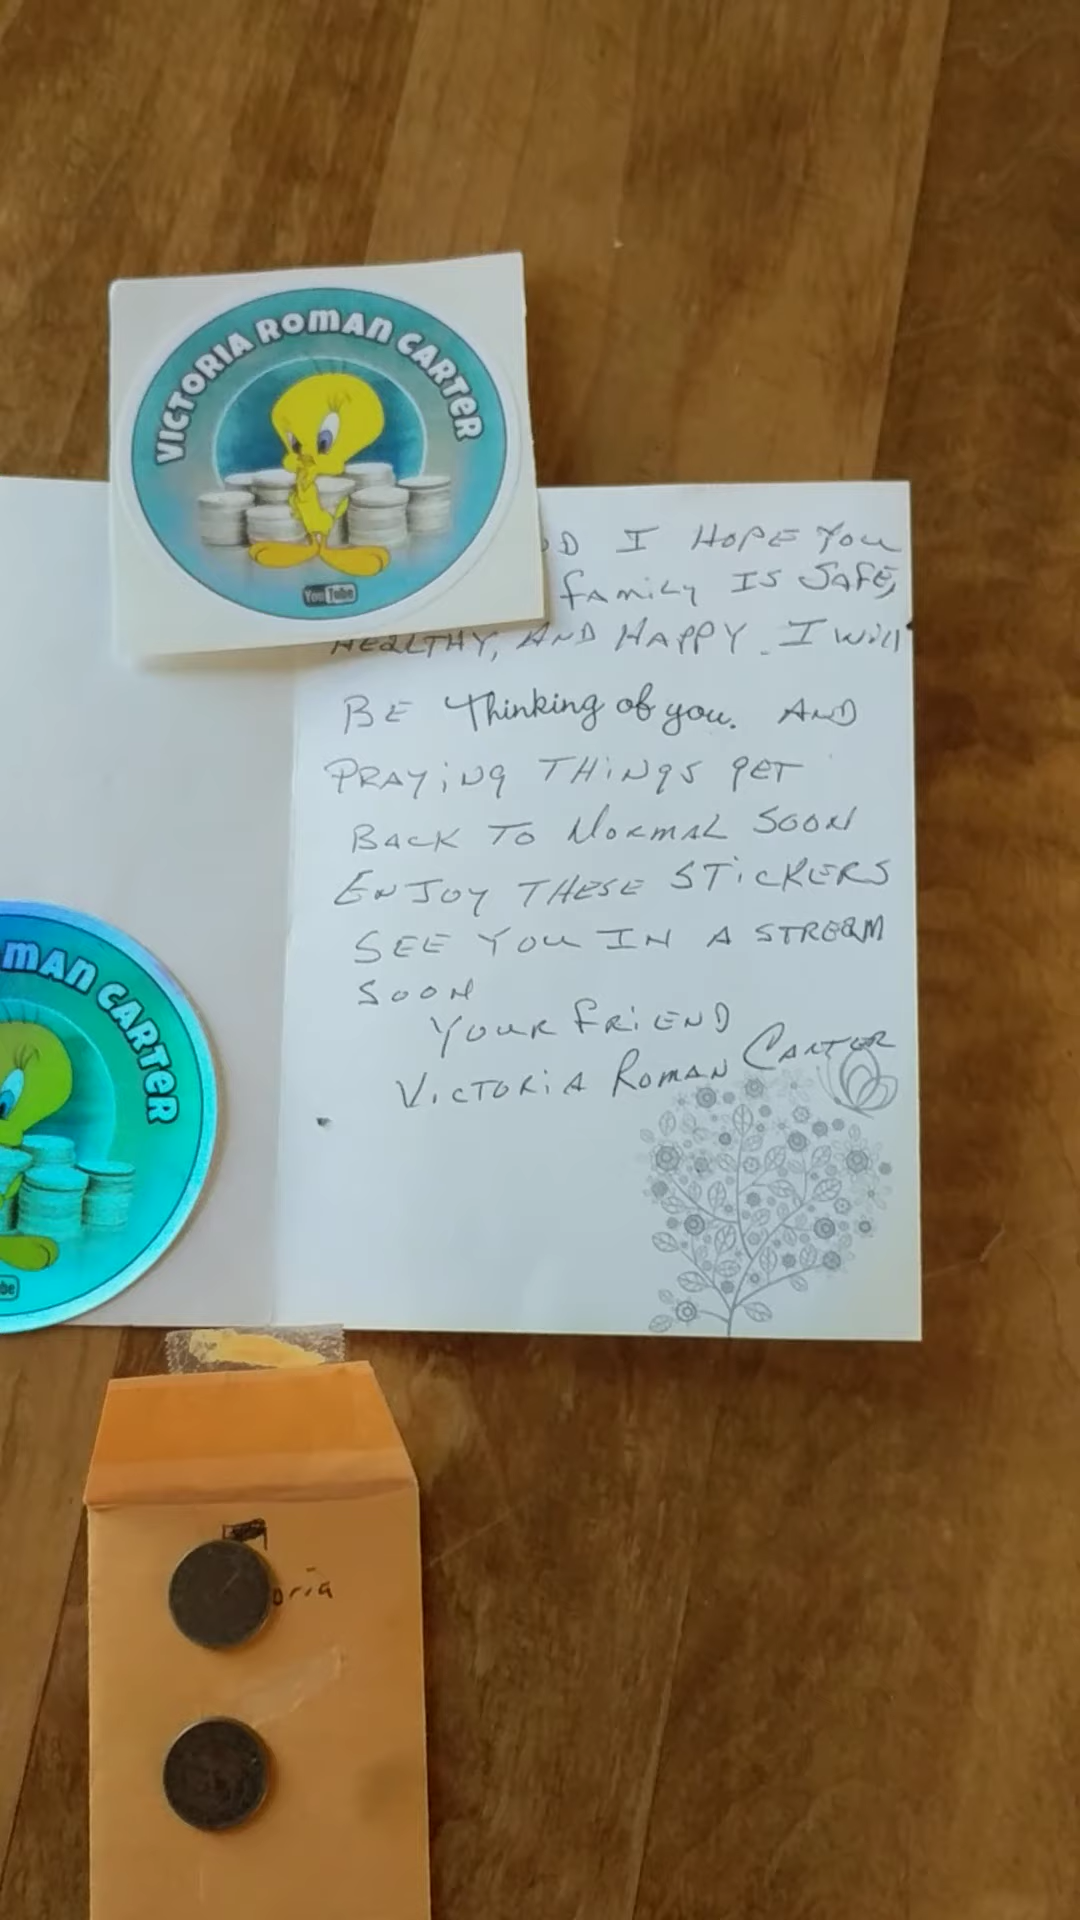 VICTORIA ROMAN CARTER
YouTube
I HOPE YOU
FAMILY IS SAFE,
HEALTHY, AND HAPPY. I WILL
BE Thinking of you. AND
PRAYING THINGS GET
BACK TO NORMAL SOON
ENJOY THESE STICKERS
SEE YOU IN A STREAM
SOON
YOUR FRIEND
VICTORIA ROMAN CARTER
MAN CARTER
be
oria